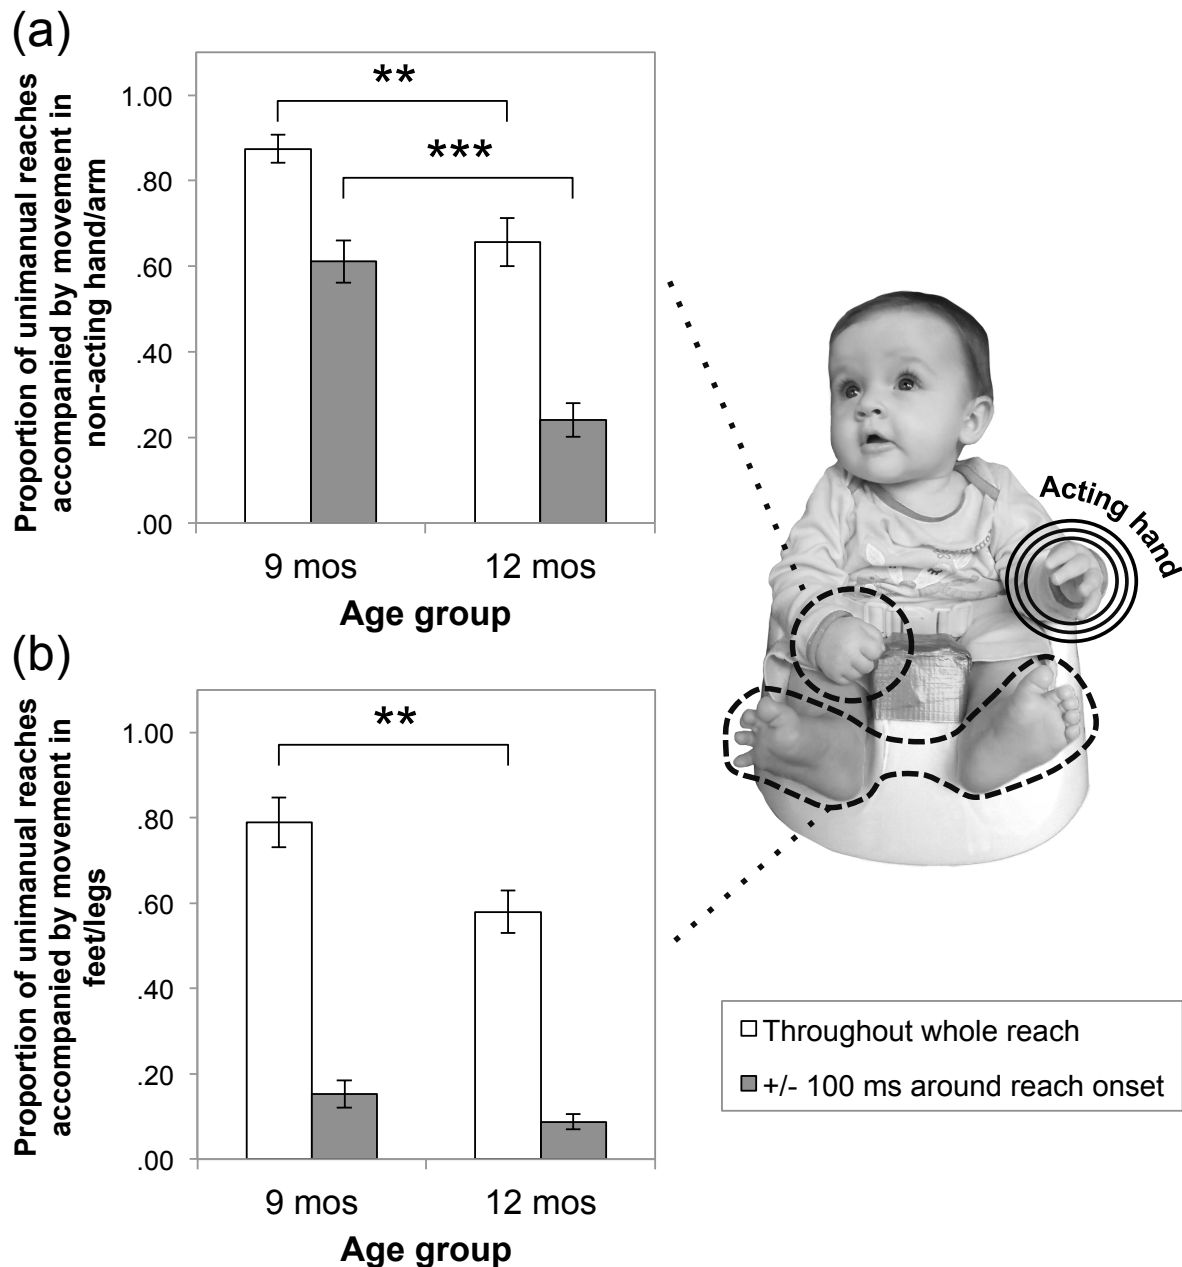 (a)
Proportion of unimanual reaches
accompanied by movement in
non-acting hand/arm
1.00
.80
.60
.40
.20
.00
**
***
9 mos
12 mos
Age group
Acting hand
(b)
Proportion of unimanual reaches
accompanied by movement in
feet/legs
1.00
.80
.60
.40
.20
.00
**
9 mos
12 mos
Age group
Throughout whole reach
+/- 100 ms around reach onset